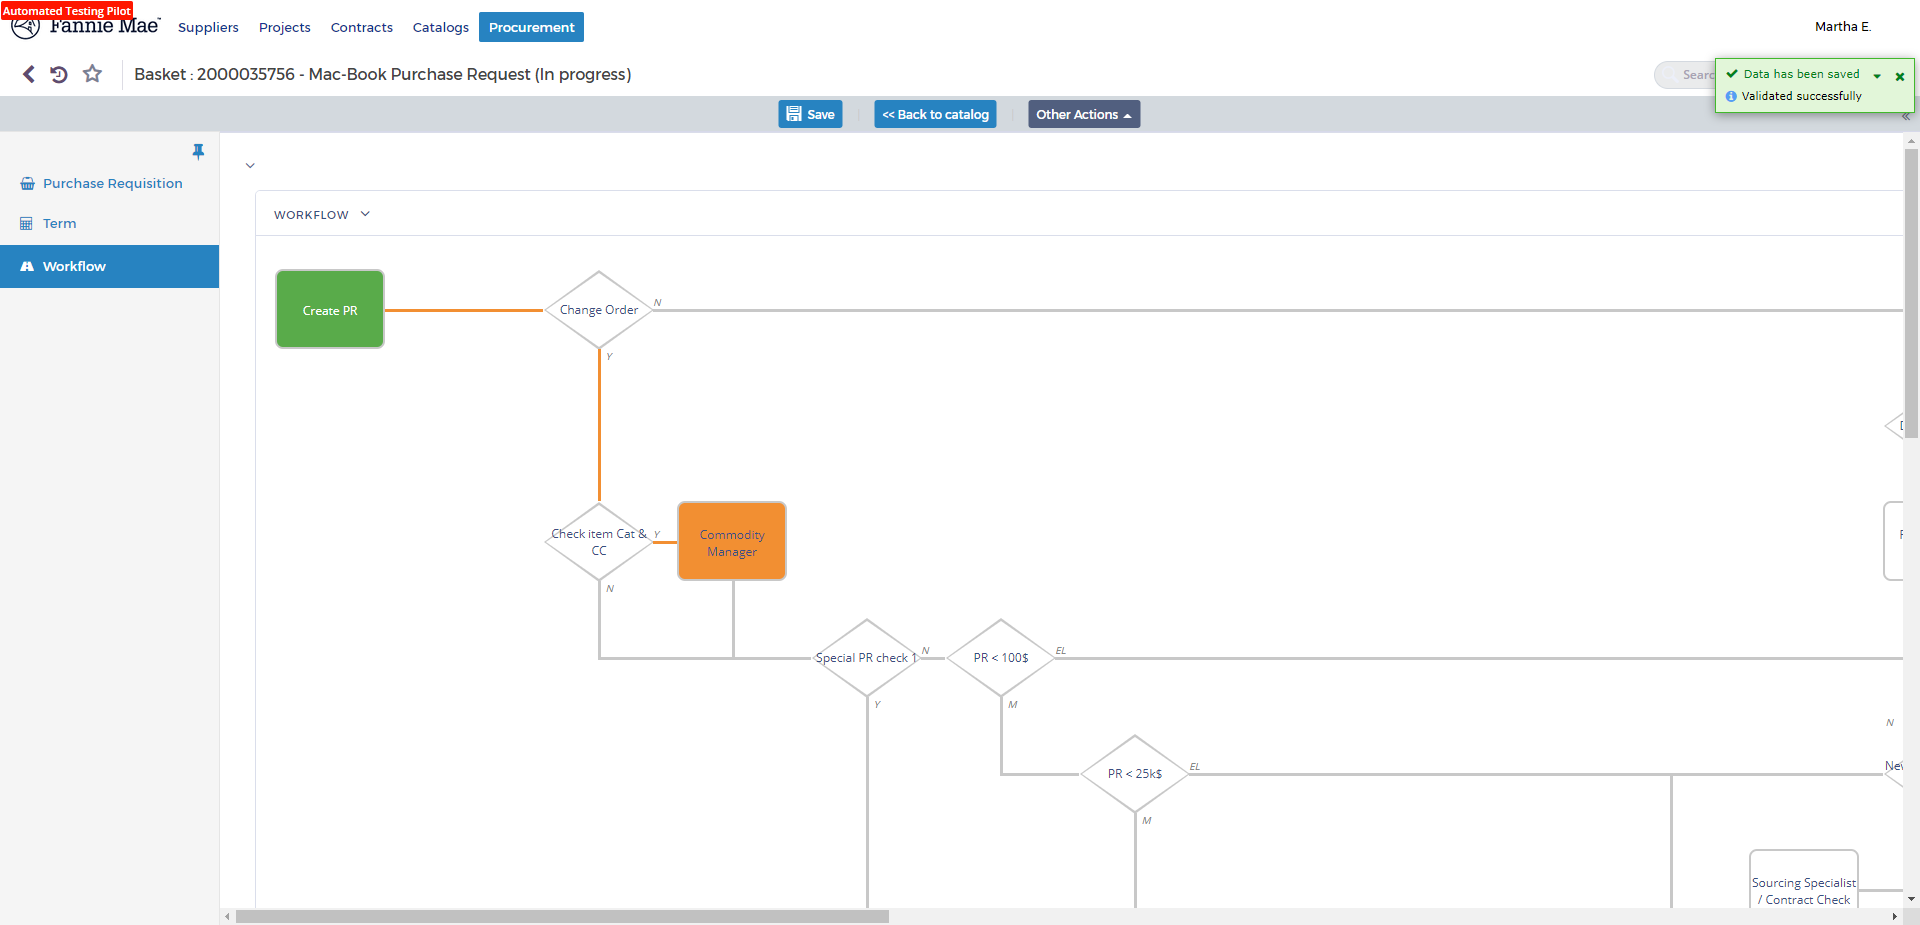 Automated Testing Pilot
Fannie Mae
Suppliers
Projects
Contracts
Catalogs
Procurement
Martha E.
Basket : 2000035756 - Mac-Book Purchase Request (In progress)
Data has been saved
Validated successfully
Save
<< Back to catalog
Other Actions
Purchase Requisition
Term
Workflow
WORKFLOW
Create PR
Change Order
N
Y
Check item Cat &
CC
Y
N
Commodity
Manager
Special PR check 1
N
Y
PR < 100$
EL
M
PR < 25k$
EL
M
N
Sourcing Specialist
/ Contract Check